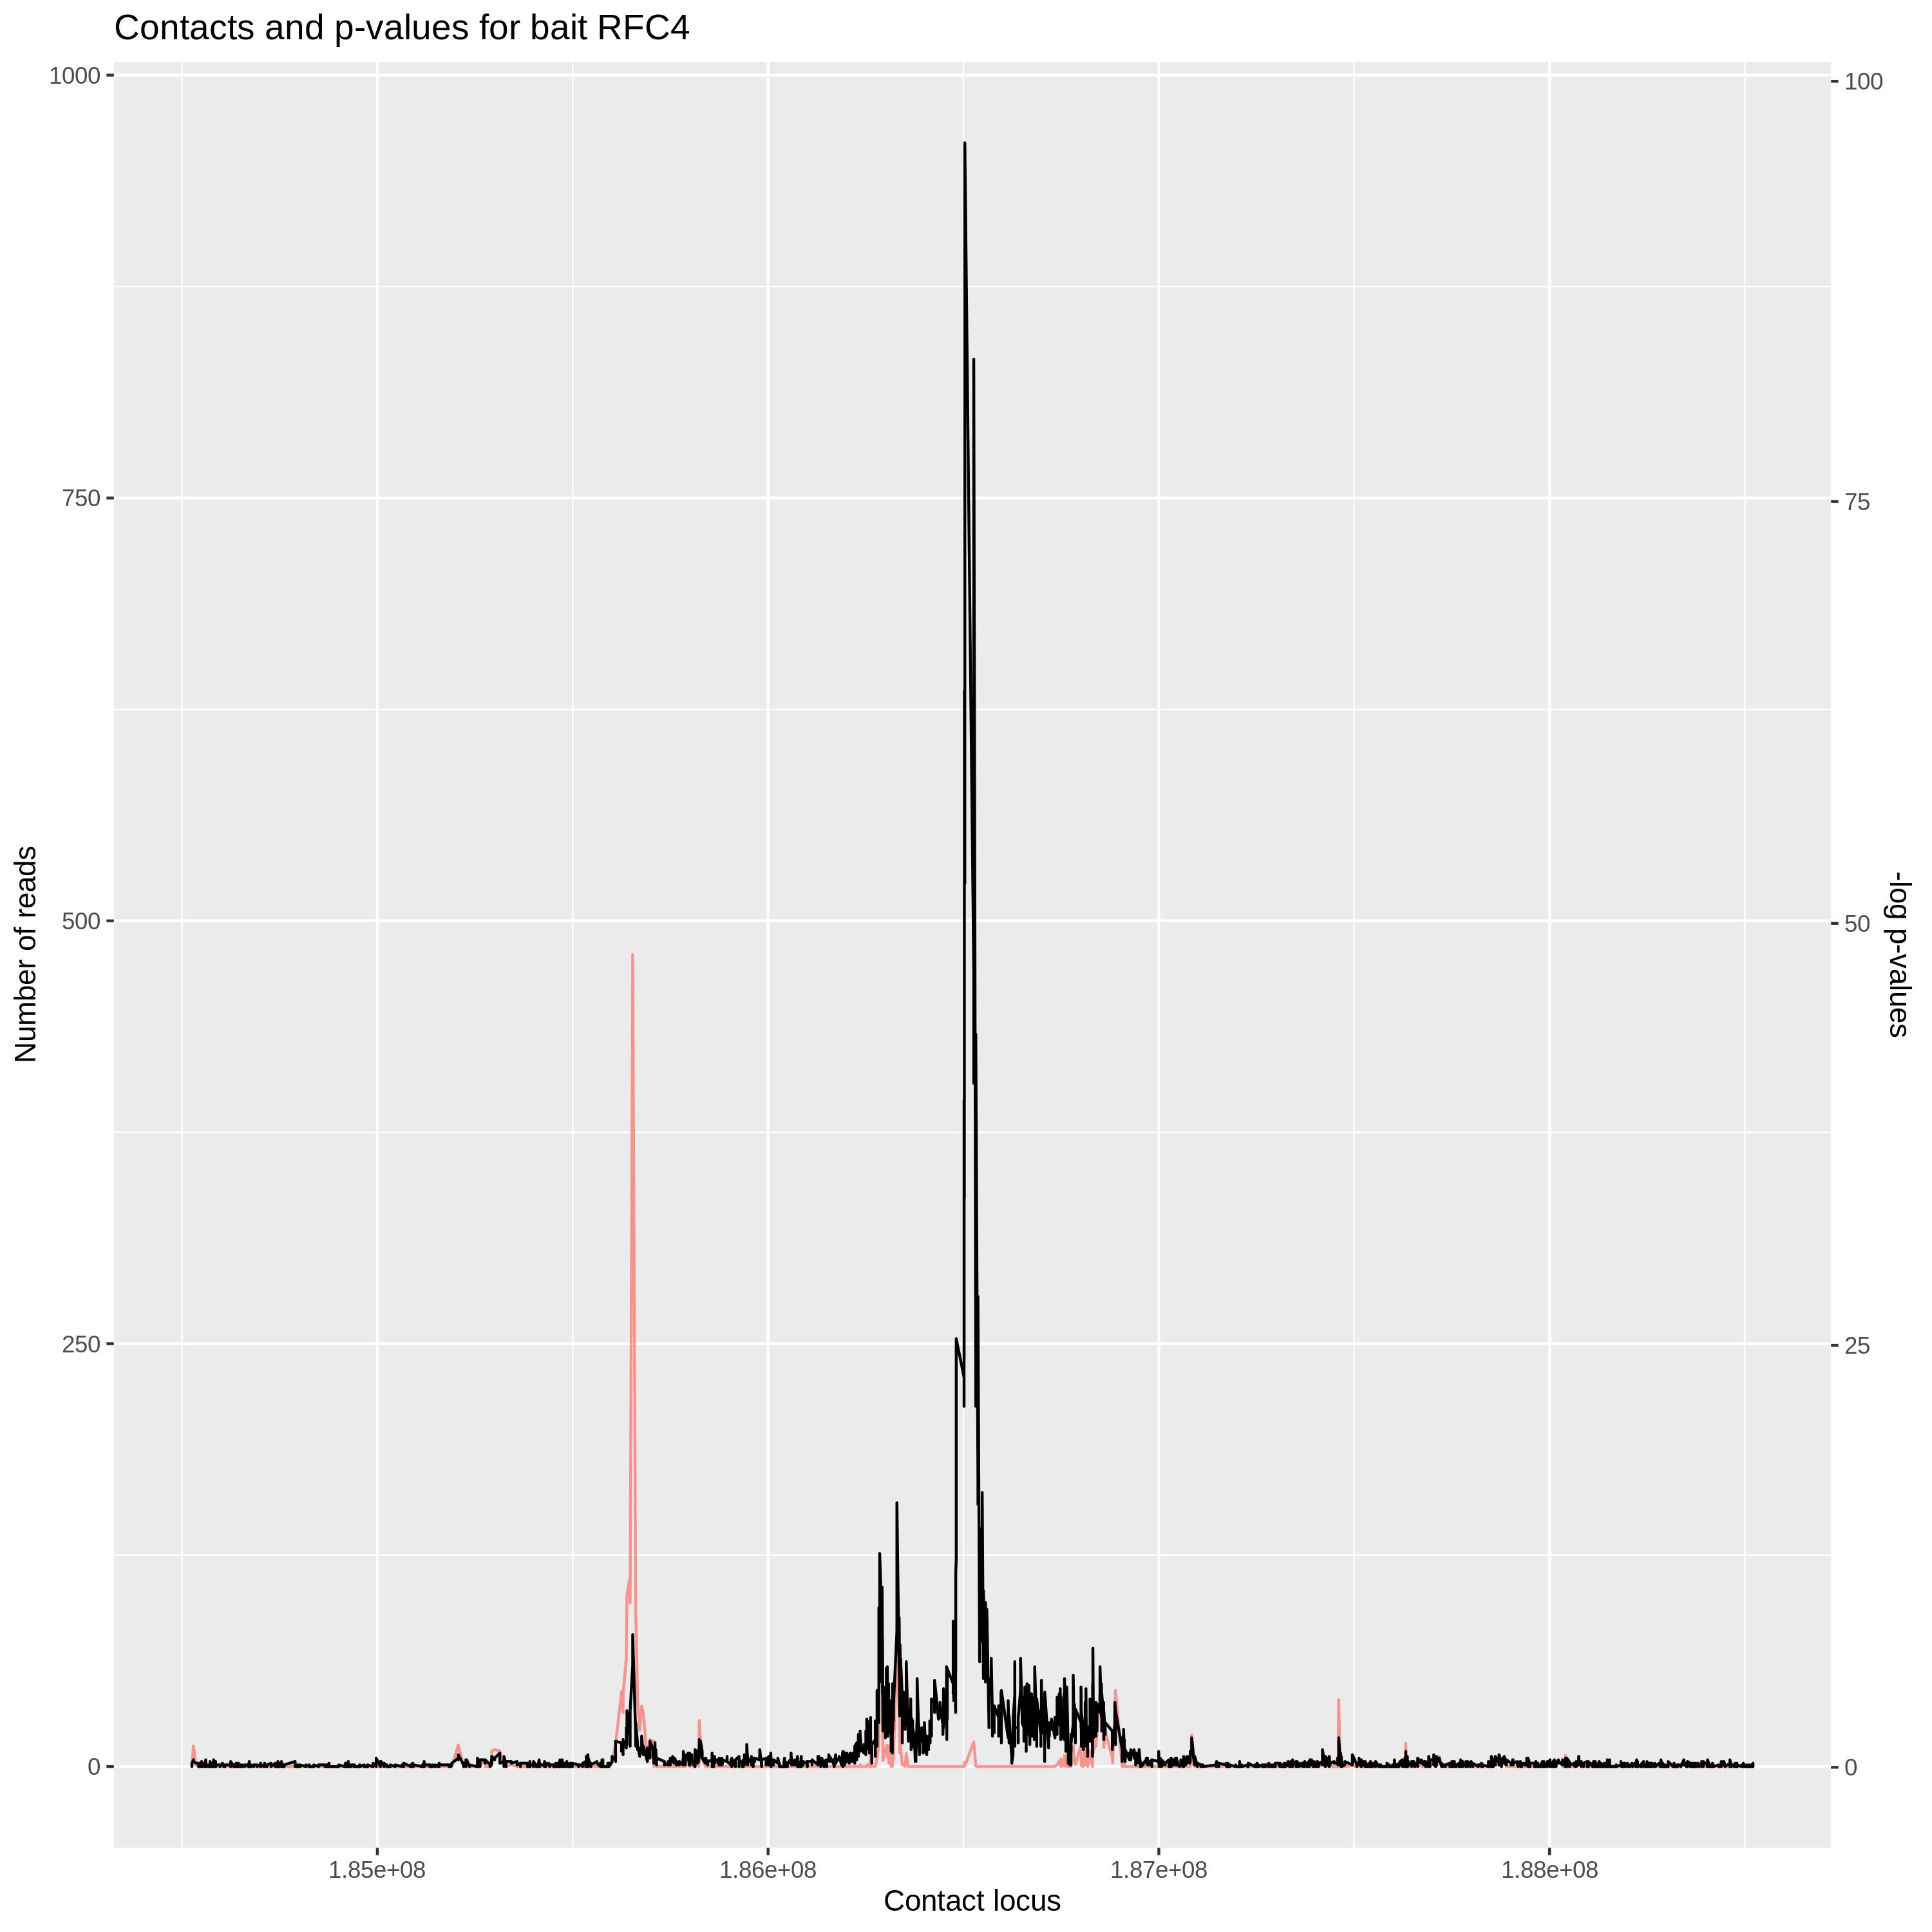 Contacts and p-values for bait RFC4
1000
750
500
250
0
Number of reads
100
75
50
25
0
-log p-values
1.85e+08
1.86e+08
1.87e+08
1.88e+08
Contact locus